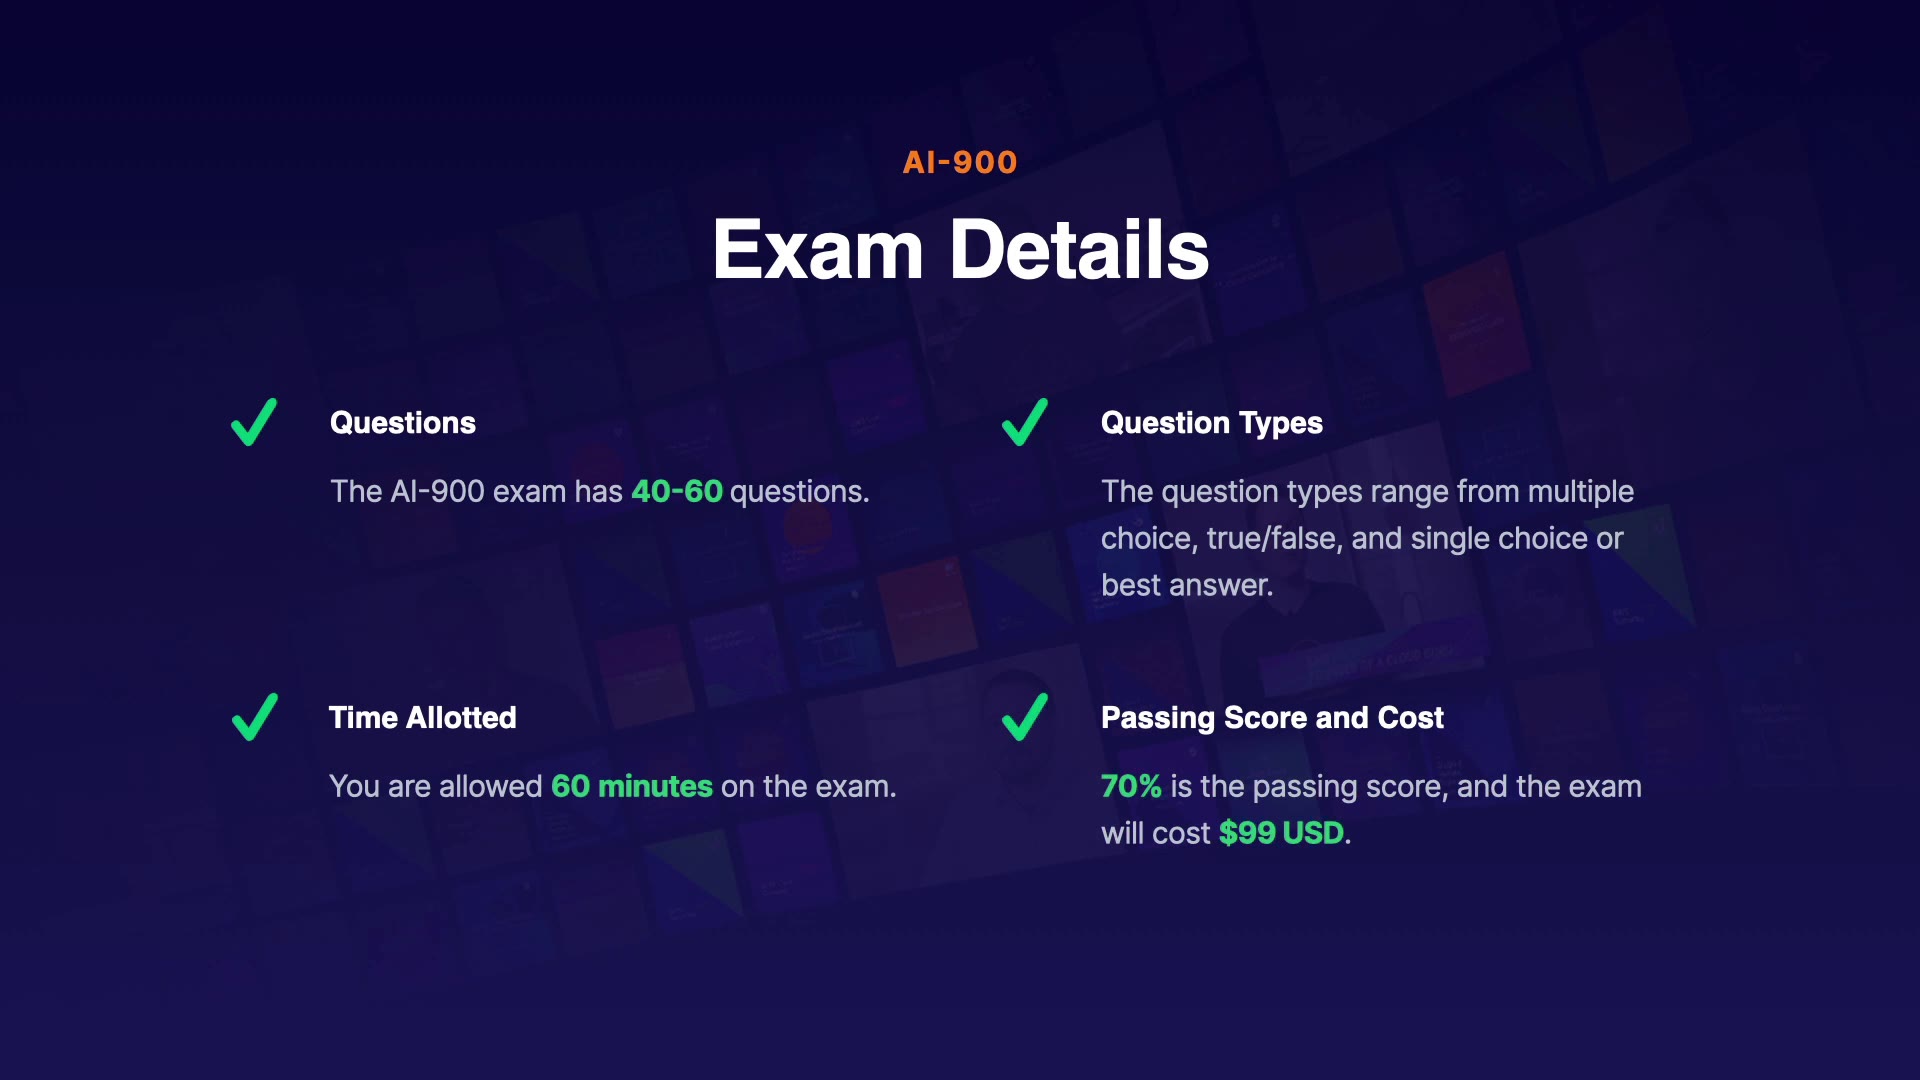 AI-900
Exam Details
Questions
The AI-900 exam has 40-60 questions.
Question Types
The question types range from multiple
choice, true/false, and single choice or
best answer.
Time Allotted
You are allowed 60 minutes on the exam.
Passing Score and Cost
70% is the passing score, and the exam
will cost $99 USD.